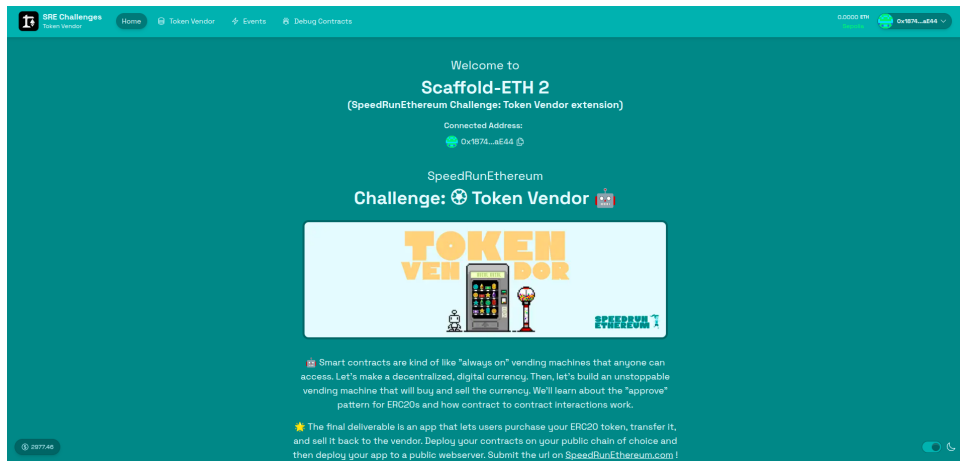 SRE Challenges
Token Vendor
Home
Token Vendor
Events
Debug Contracts
0.0000 ETH
0x1874...aE44
Welcome to
Scaffold-ETH 2
(SpeedRunEthereum Challenge: Token Vendor extension)
Connected Address:
0x1874...aE44
SpeedRunEthereum
Challenge: Token Vendor
TOKEN
VENDOR
SPEEDRUN
ETHEREUM
Smart contracts are kind of like "always on" vending machines that anyone can
access. Let's make a decentralized, digital currency. Then, let's build an unstoppable
vending machine that will buy and sell the currency. We'll learn about the "approve"
pattern for ERC20s and how contract to contract interactions work.
🌟 The final deliverable is an app that lets users purchase your ERC20 token, transfer it,
and sell it back to the vendor. Deploy your contracts on your public chain of choice and
then deploy your app to a public webserver. Submit the url on SpeedRunEthereum.com !
2977.46